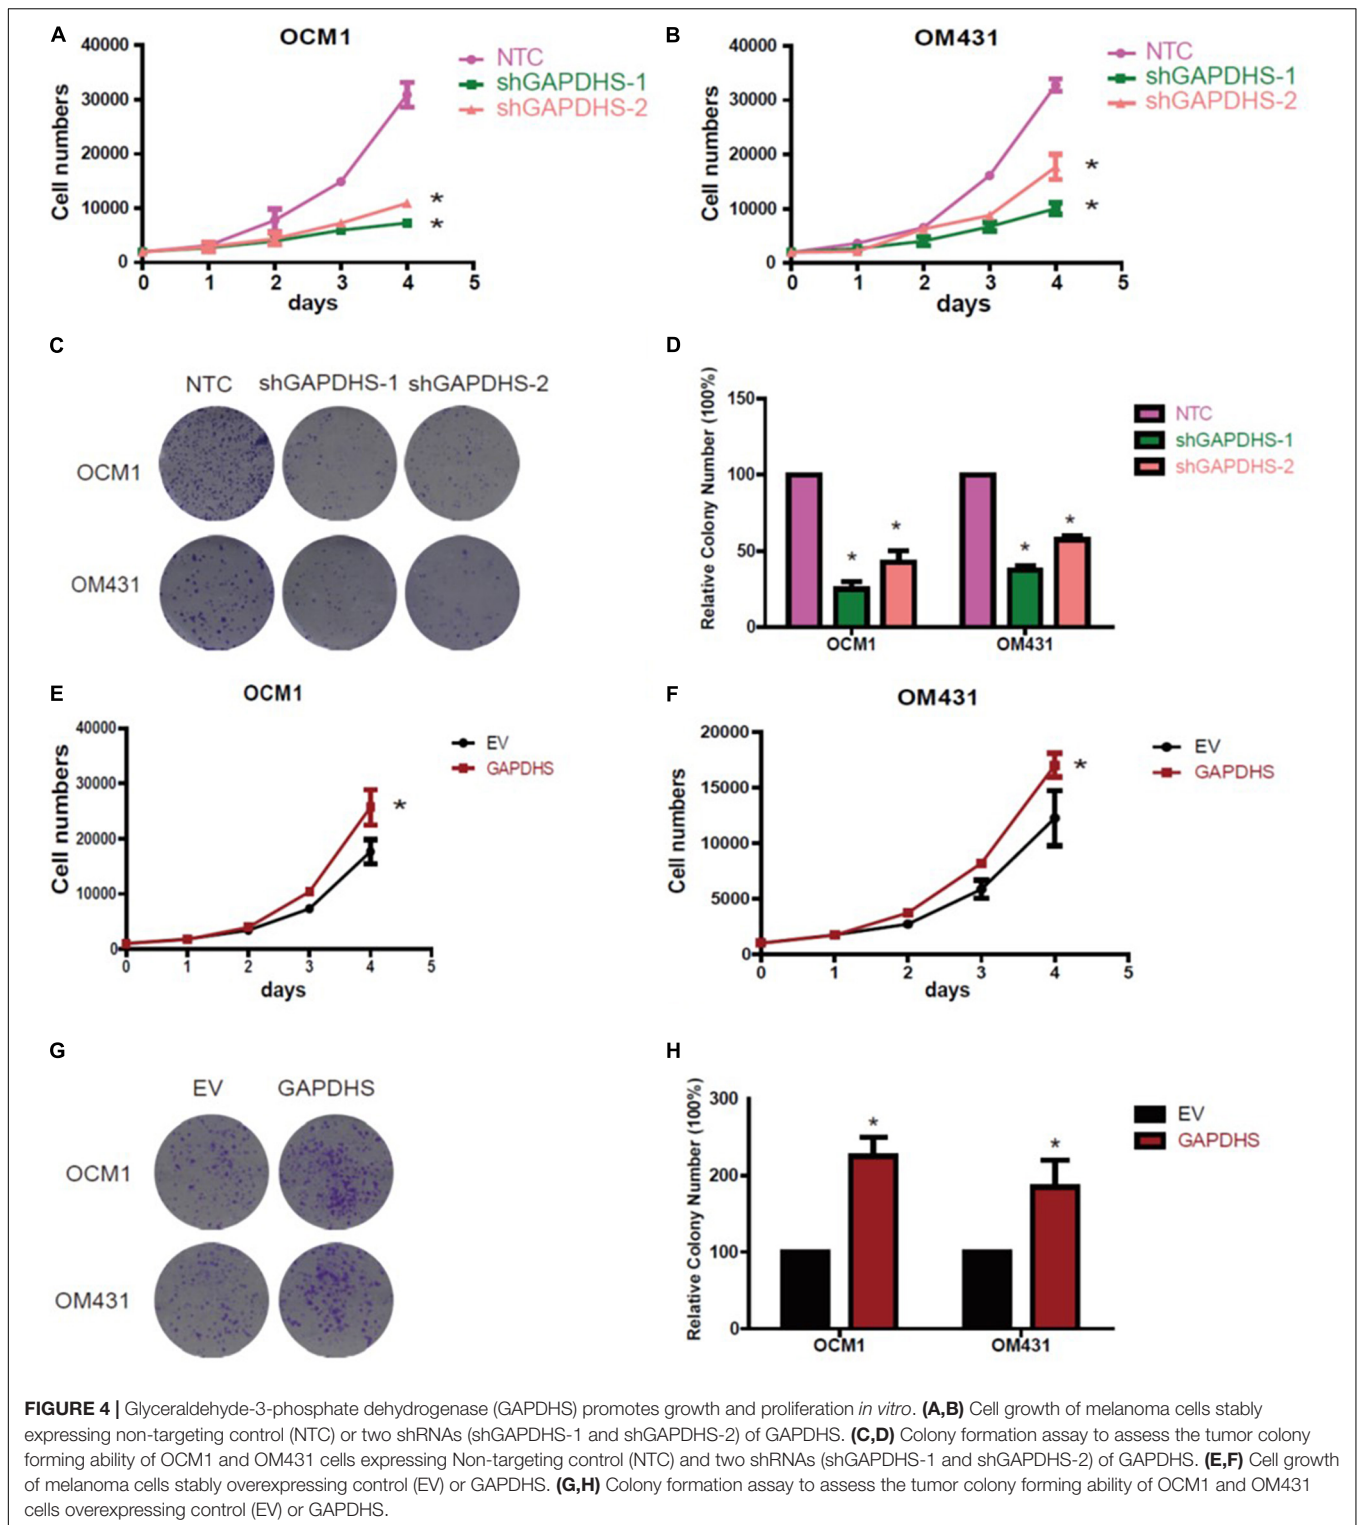 A
OCM1
40000
30000
20000
10000
0
Cell numbers
0 1 2 3 4 5
days
NTC
shGAPDHS-1
shGAPDHS-2
*
*
B
OM431
40000
30000
20000
10000
0
Cell numbers
0 1 2 3 4 5
days
NTC
shGAPDHS-1
shGAPDHS-2
*
*
C
NTC shGAPDHS-1 shGAPDHS-2
OCM1
OM431
D
Relative Colony Number (100%)
150
100
50
0
* * * *
OCM1 OM431
NTC
shGAPDHS-1
shGAPDHS-2
E
OCM1
40000
30000
20000
10000
0
Cell numbers
0 1 2 3 4 5
days
EV
GAPDHS
*
F
OM431
20000
15000
10000
5000
0
Cell numbers
0 1 2 3 4 5
days
EV
GAPDHS
*
G
EV GAPDHS
OCM1
OM431
H
Relative Colony Number (100%)
300
200
100
0
* *
OCM1 OM431
EV
GAPDHS
FIGURE 4 | Glyceraldehyde-3-phosphate dehydrogenase (GAPDHS) promotes growth and proliferation in vitro. (A,B) Cell growth of melanoma cells stably
expressing non-targeting control (NTC) or two shRNAs (shGAPDHS-1 and shGAPDHS-2) of GAPDHS. (C,D) Colony formation assay to assess the tumor colony
forming ability of OCM1 and OM431 cells expressing Non-targeting control (NTC) and two shRNAs (shGAPDHS-1 and shGAPDHS-2) of GAPDHS. (E,F) Cell growth
of melanoma cells stably overexpressing control (EV) or GAPDHS. (G,H) Colony formation assay to assess the tumor colony forming ability of OCM1 and OM431
cells overexpressing control (EV) or GAPDHS.